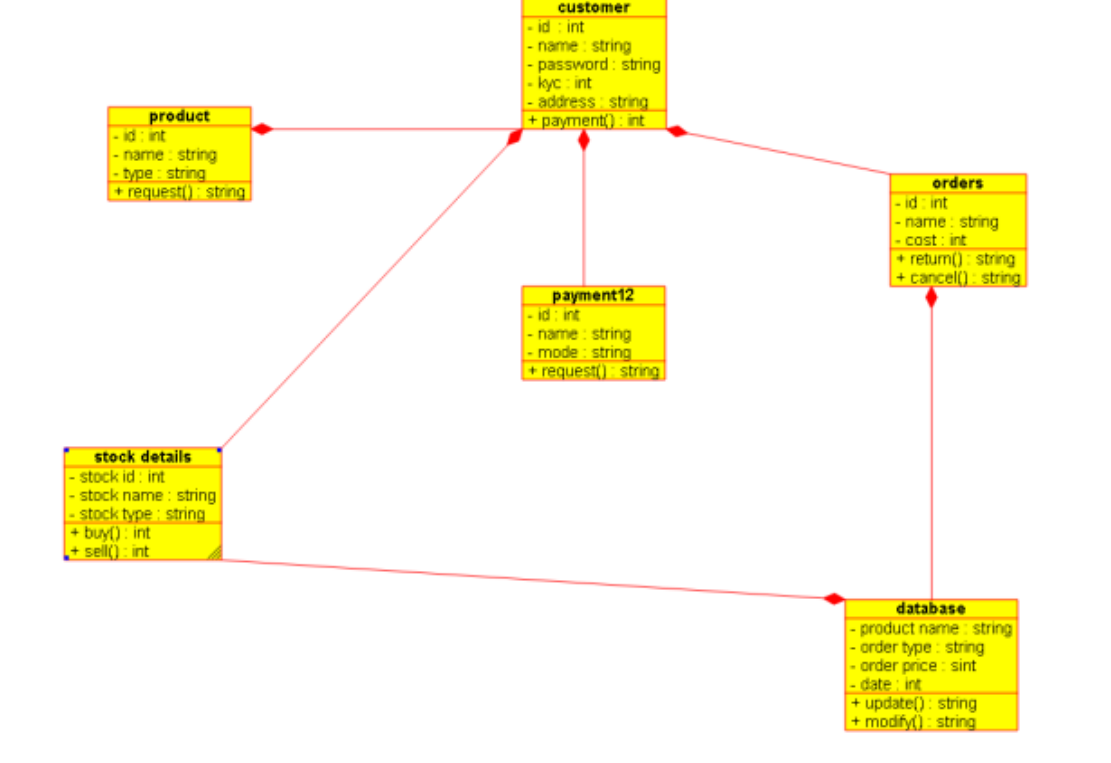 customer
- id : int
- name : string
- password : string
- kyc : int
- address : string
+ payment() : int
product
- id : int
- name : string
- type : string
+ request() : string
orders
- id : int
- name : string
- cost : int
+ return() : string
+ cancel() : string
payment12
- id : int
- name : string
- mode : string
+ request() : string
stock details
- stock id : int
- stock name : string
- stock type : string
+ buy() : int
+ sell() : int
database
- product name : string
- order type : string
- order price : sint
- date : int
+ update() : string
+ modify() : string